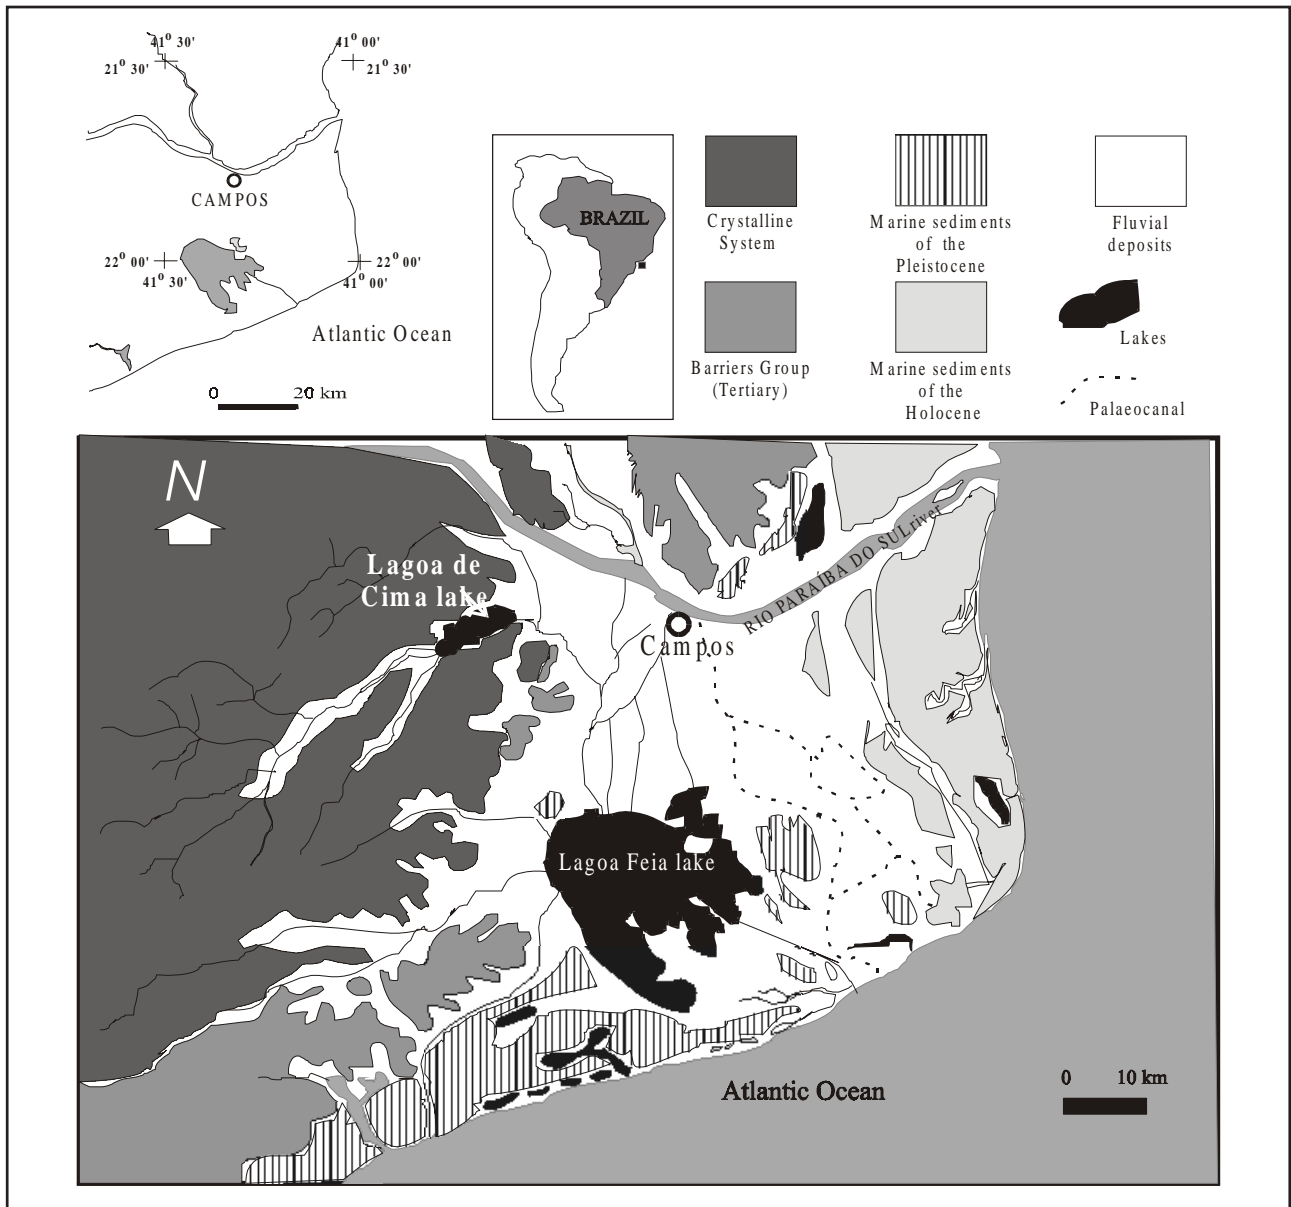 41° 30'
41° 00'
21° 30'
21° 30'
CAMPOS
22° 00'
41° 30'
22° 00'
41° 00'
Atlantic Ocean
0 20 km
BRAZIL
Crystalline
System
Marine sediments
of the
Pleistocene
Fluvial
deposits
Barriers Group
(Tertiary)
Marine sediments
of the
Holocene
Lakes
Palaeocanal
N
Lagoa de
Cima lake
RIO PARAÍBA DO SUL river
Campos
Lagoa Feia lake
Atlantic Ocean
0 10 km